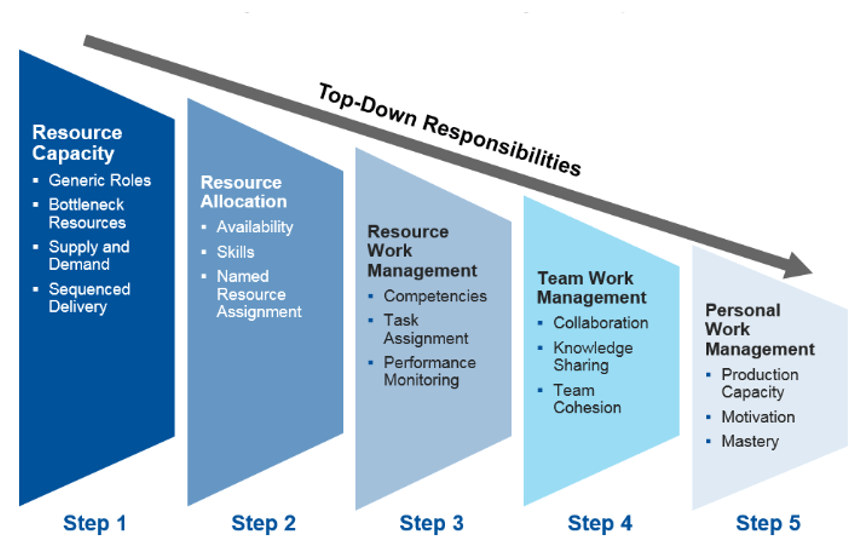 Top-Down Responsibilities
Resource
Capacity
▪ Generic Roles
▪ Bottleneck
Resources
▪ Supply and
Demand
▪ Sequenced
Delivery
Resource
Allocation
▪ Availability
▪ Skills
▪ Named
Resource
Assignment
Resource
Work
Management
▪ Competencies
▪ Task
Assignment
▪ Performance
Monitoring
Team Work
Management
▪ Collaboration
▪ Knowledge
Sharing
▪ Team
Cohesion
Personal
Work
Management
▪ Production
Capacity
▪ Motivation
▪ Mastery
Step 1
Step 2
Step 3
Step 4
Step 5